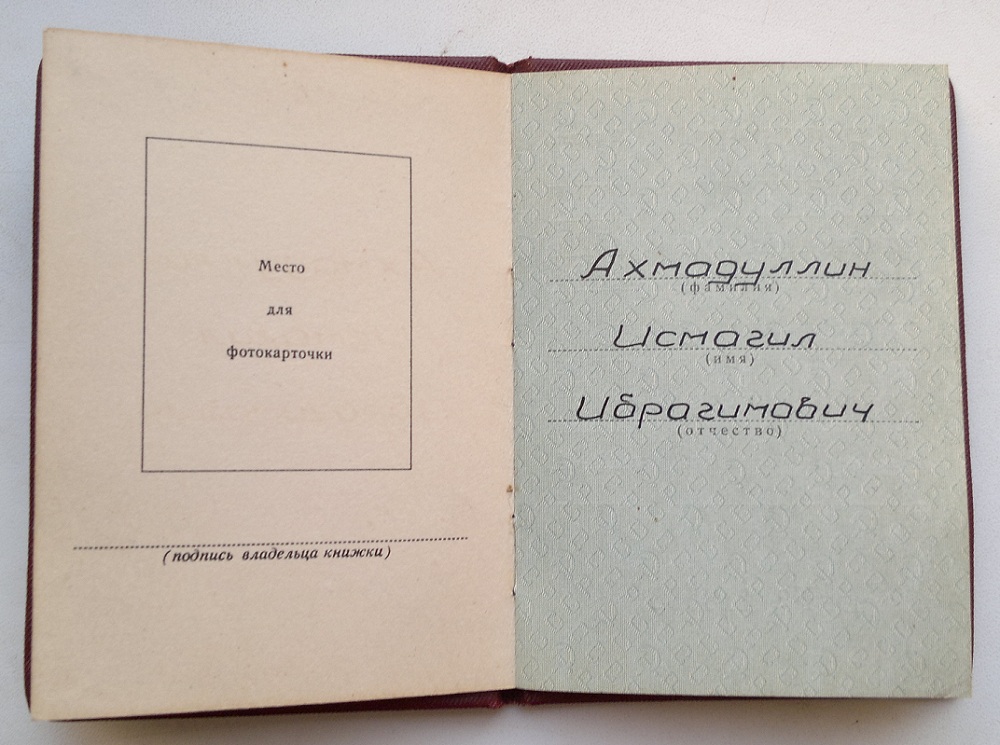 Место
для
фотокарточки
(подпись владельца книжки)
Ахмадуллин
(фамилия)
Исмагил
(имя)
Ибрагимович
(отчество)